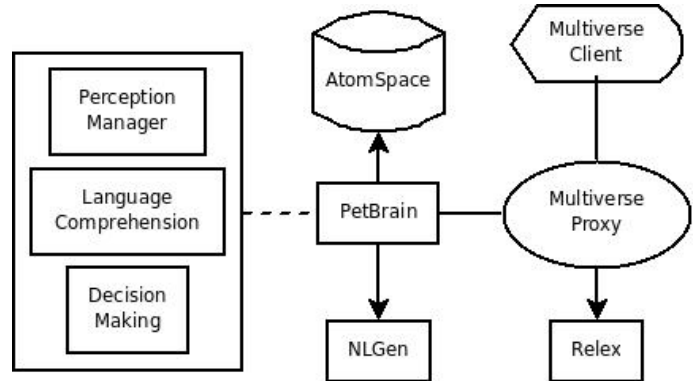 Perception
Manager
Language
Comprehension
Decision
Making
AtomSpace
PetBrain
NLGen
Multiverse
Client
Multiverse
Proxy
Relex